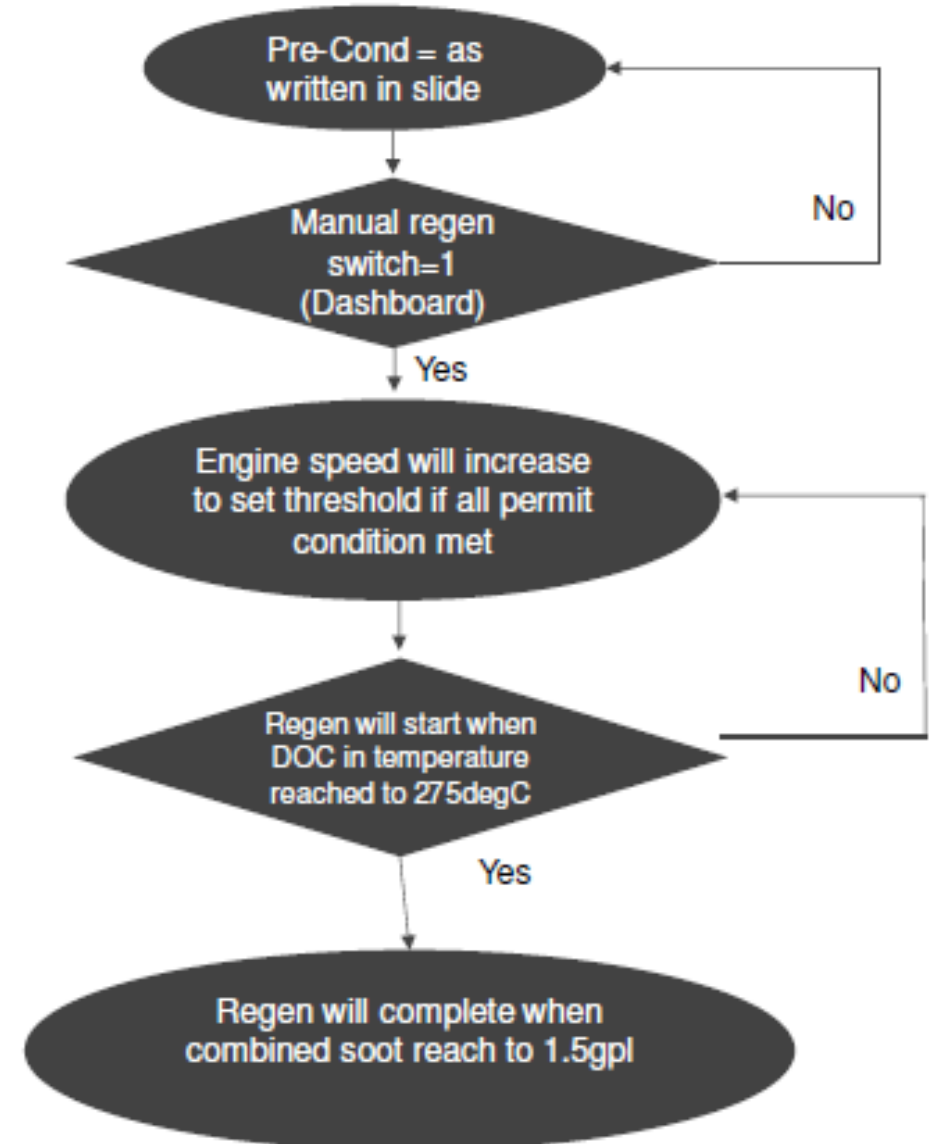 Pre-Cond = as
written in slide
No
Manual regen
switch=1
(Dashboard)
Yes
Engine speed will increase
to set threshold if all permit
condition met
No
Regen will start when
DOC in temperature
reached to 275degC
Yes
Regen will complete when
combined soot reach to 1.5gpl